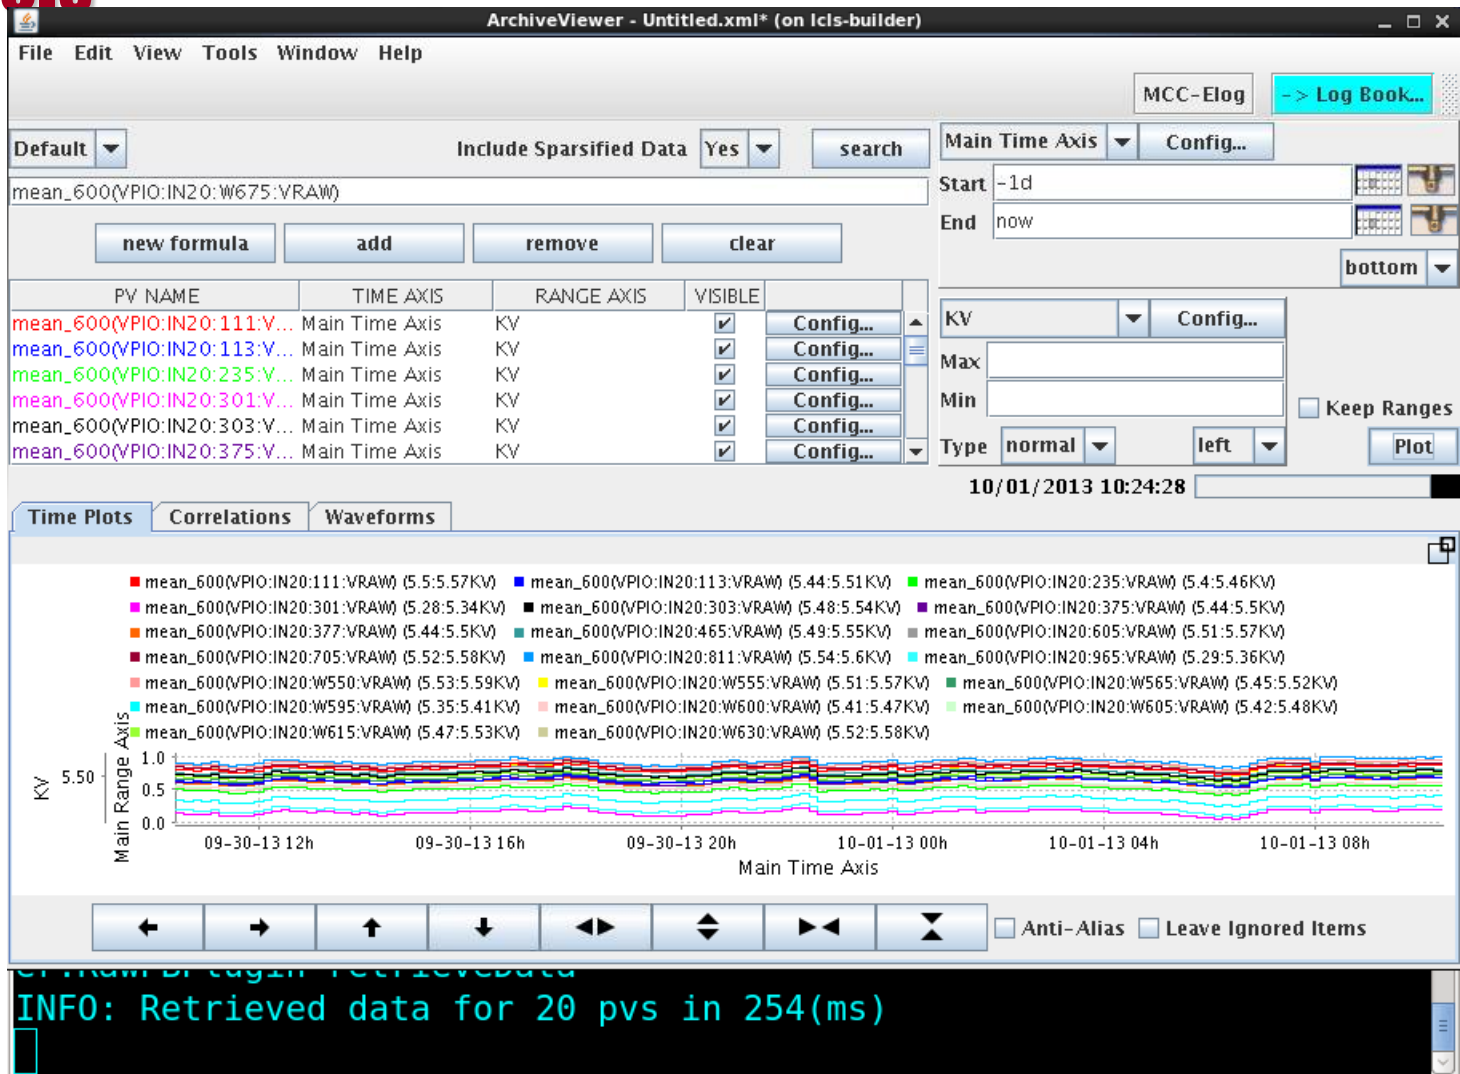 ArchiveViewer - Untitled.xml* (on lcls-builder)
File Edit View Tools Window Help
MCC-Elog -> Log Book...
Default Include Sparsified Data Yes search
mean_600(VPIO:IN20:W675:VRAW)
new formula add remove clear
Main Time Axis Config...
Start -1d
End now
bottom
PV NAME TIME AXIS RANGE AXIS VISIBLE
mean_600(VPIO:IN20:111:V... Main Time Axis KV Config...
mean_600(VPIO:IN20:113:V... Main Time Axis KV Config...
mean_600(VPIO:IN20:235:V... Main Time Axis KV Config...
mean_600(VPIO:IN20:301:V... Main Time Axis KV Config...
mean_600(VPIO:IN20:303:V... Main Time Axis KV Config...
mean_600(VPIO:IN20:375:V... Main Time Axis KV Config...
KV Config...
Max
Min
Keep Ranges
Type normal left Plot
10/01/2013 10:24:28
Time Plots Correlations Waveforms
mean_600(VPIO:IN20:111:VRAW) (5.5:5.57KV) mean_600(VPIO:IN20:113:VRAW) (5.44:5.51KV) mean_600(VPIO:IN20:235:VRAW) (5.4:5.46KV)
mean_600(VPIO:IN20:301:VRAW) (5.28:5.34KV) mean_600(VPIO:IN20:303:VRAW) (5.48:5.54KV) mean_600(VPIO:IN20:375:VRAW) (5.44:5.5KV)
mean_600(VPIO:IN20:377:VRAW) (5.44:5.5KV) mean_600(VPIO:IN20:465:VRAW) (5.49:5.55KV) mean_600(VPIO:IN20:605:VRAW) (5.51:5.57KV)
mean_600(VPIO:IN20:705:VRAW) (5.52:5.58KV) mean_600(VPIO:IN20:811:VRAW) (5.54:5.6KV) mean_600(VPIO:IN20:965:VRAW) (5.29:5.36KV)
mean_600(VPIO:IN20:W550:VRAW) (5.53:5.59KV) mean_600(VPIO:IN20:W555:VRAW) (5.51:5.57KV) mean_600(VPIO:IN20:W565:VRAW) (5.45:5.52KV)
mean_600(VPIO:IN20:W595:VRAW) (5.35:5.41KV) mean_600(VPIO:IN20:W600:VRAW) (5.41:5.47KV) mean_600(VPIO:IN20:W605:VRAW) (5.42:5.48KV)
mean_600(VPIO:IN20:W615:VRAW) (5.47:5.53KV) mean_600(VPIO:IN20:W630:VRAW) (5.52:5.58KV)
KV
5.50
Main Range Axis
1.0
0.5
0.0
09-30-13 12h 09-30-13 16h 09-30-13 20h 10-01-13 00h 10-01-13 04h 10-01-13 08h
Main Time Axis
Anti-Alias Leave Ignored Items
INFO: Retrieved data for 20 pvs in 254(ms)